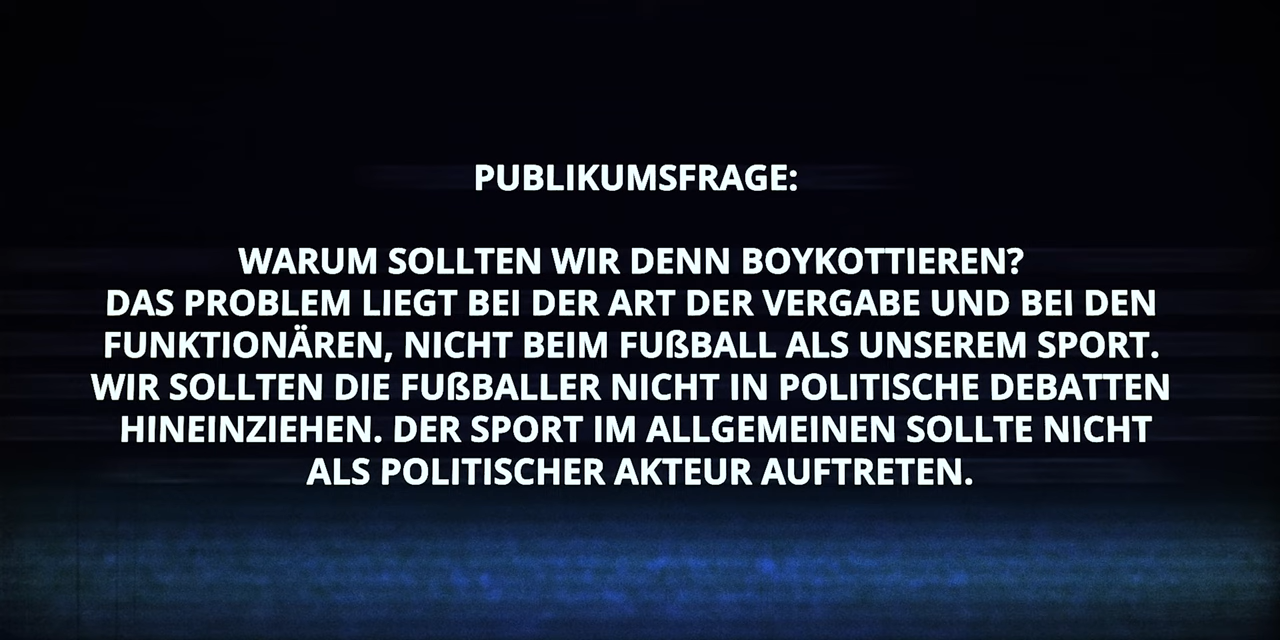 PUBLIKUMSFRAGE:
WARUM SOLLTEN WIR DENN BOYKOTTIEREN?
DAS PROBLEM LIEGT BEI DER ART DER VERGABE UND BEI DEN
FUNKTIONÄREN, NICHT BEIM FUßBALL ALS UNSEREM SPORT.
WIR SOLLTEN DIE FUßBALLER NICHT IN POLITISCHE DEBATTEN
HINEINZIEHEN. DER SPORT IM ALLGEMEINEN SOLLTE NICHT
ALS POLITISCHER AKTEUR AUFTRETEN.